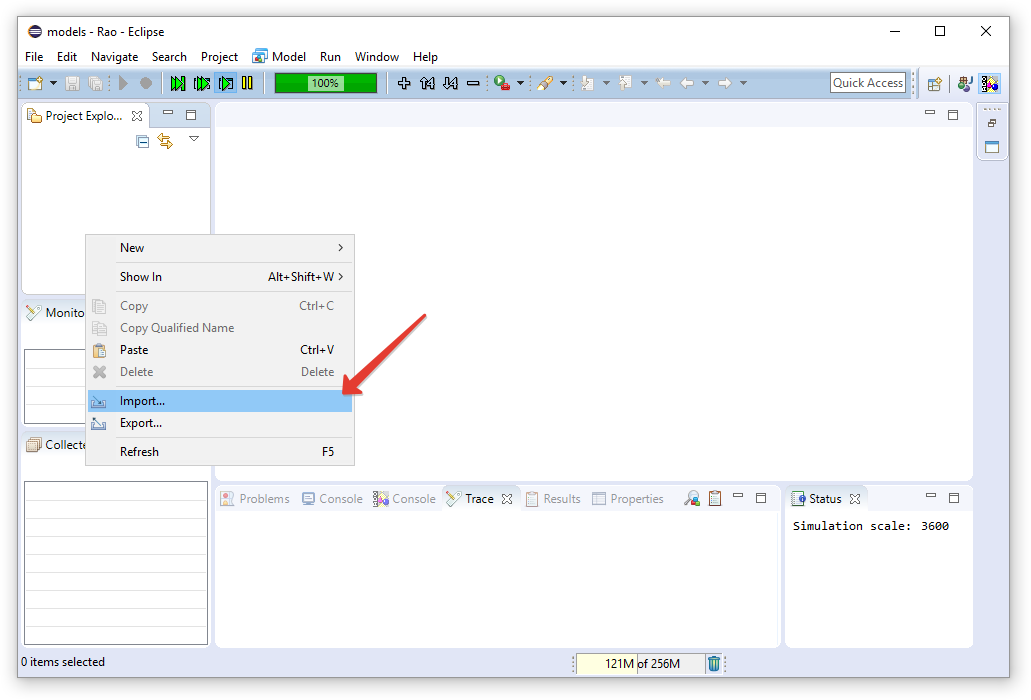 models - Rao - Eclipse
File Edit Navigate Search Project Model Run Window Help
100%
Quick Access
Project Explo...
New
Show In Alt+Shift+W
Copy Ctrl+C
Copy Qualified Name
Paste Ctrl+V
Delete Delete
Import...
Export...
Refresh F5
Monito
Collecte
Problems Console Console Trace Results Properties
Status
Simulation scale: 3600
0 items selected
121M of 256M